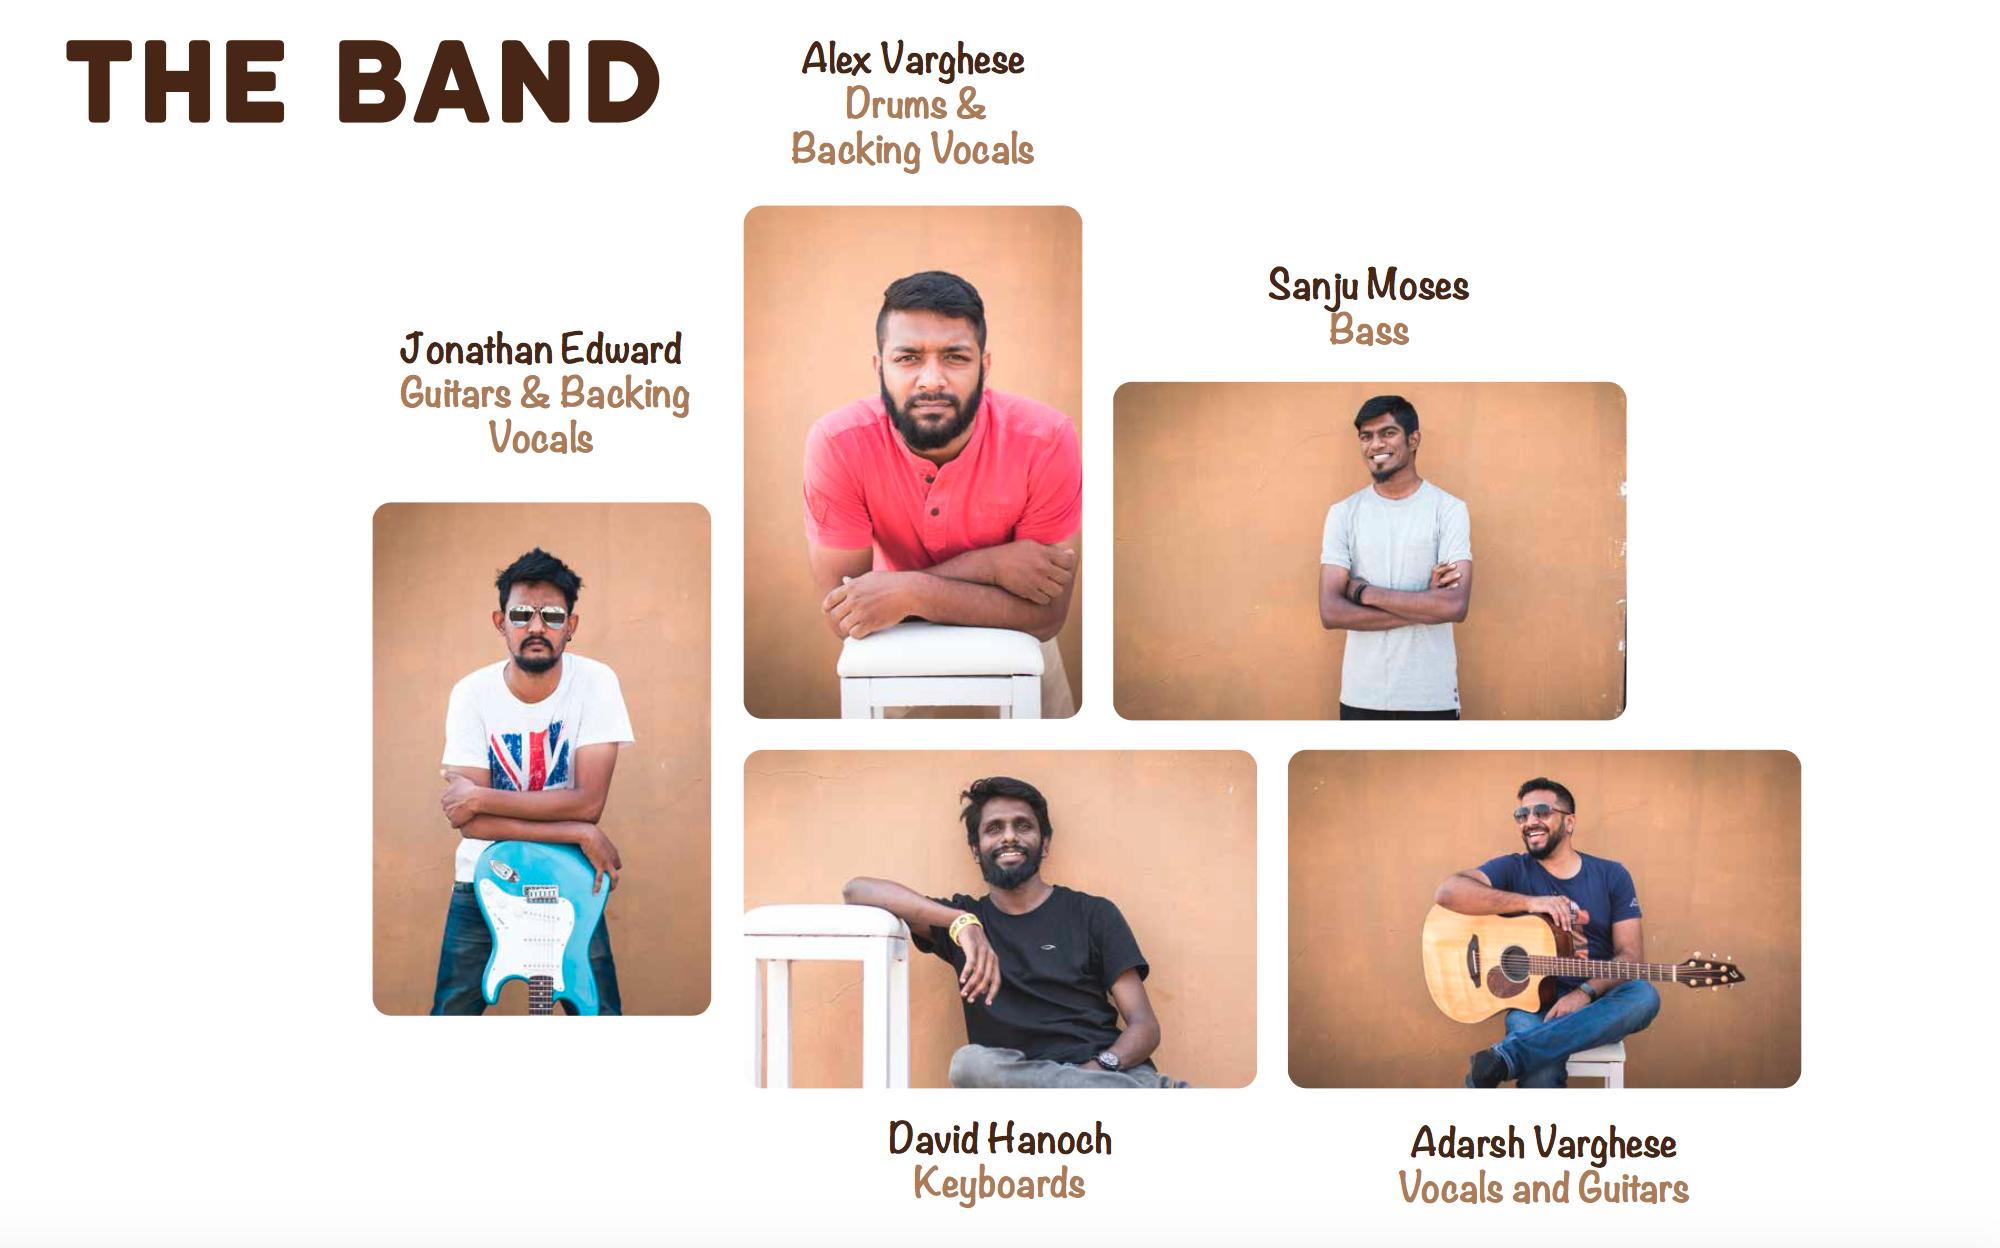 THE BAND
Alex Varghese
Drums &
Backing Vocals
Sanju Moses
Bass
Jonathan Edward
Guitars & Backing
Vocals
David Hanoch
Keyboards
Adarsh Varghese
Vocals and Guitars